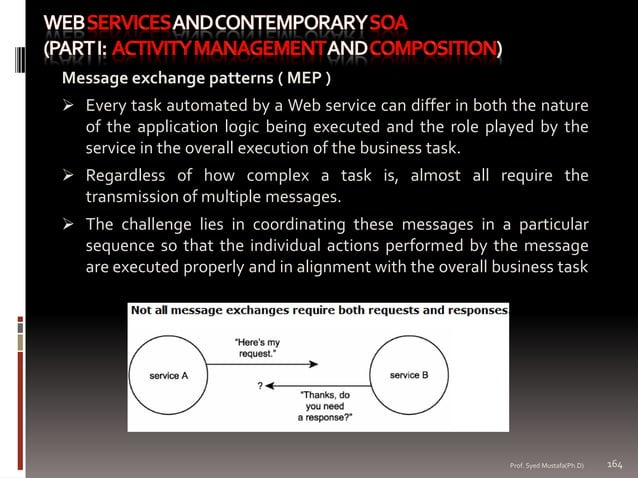 WEB SERVICES AND CONTEMPORARY SOA
(PART I: ACTIVITY MANAGEMENT AND COMPOSITION)
Message exchange patterns ( MEP )
Every task automated by a Web service can differ in both the nature
of the application logic being executed and the role played by the
service in the overall execution of the business task.
Regardless of how complex a task is, almost all require the
transmission of multiple messages.
The challenge lies in coordinating these messages in a particular
sequence so that the individual actions performed by the message
are executed properly and in alignment with the overall business task
Not all message exchanges require both requests and responses.
"Here's my
request."
service A
service B
?
"Thanks, do
you need
a response?"
Prof. Syed Mustafa(Ph.D)
164